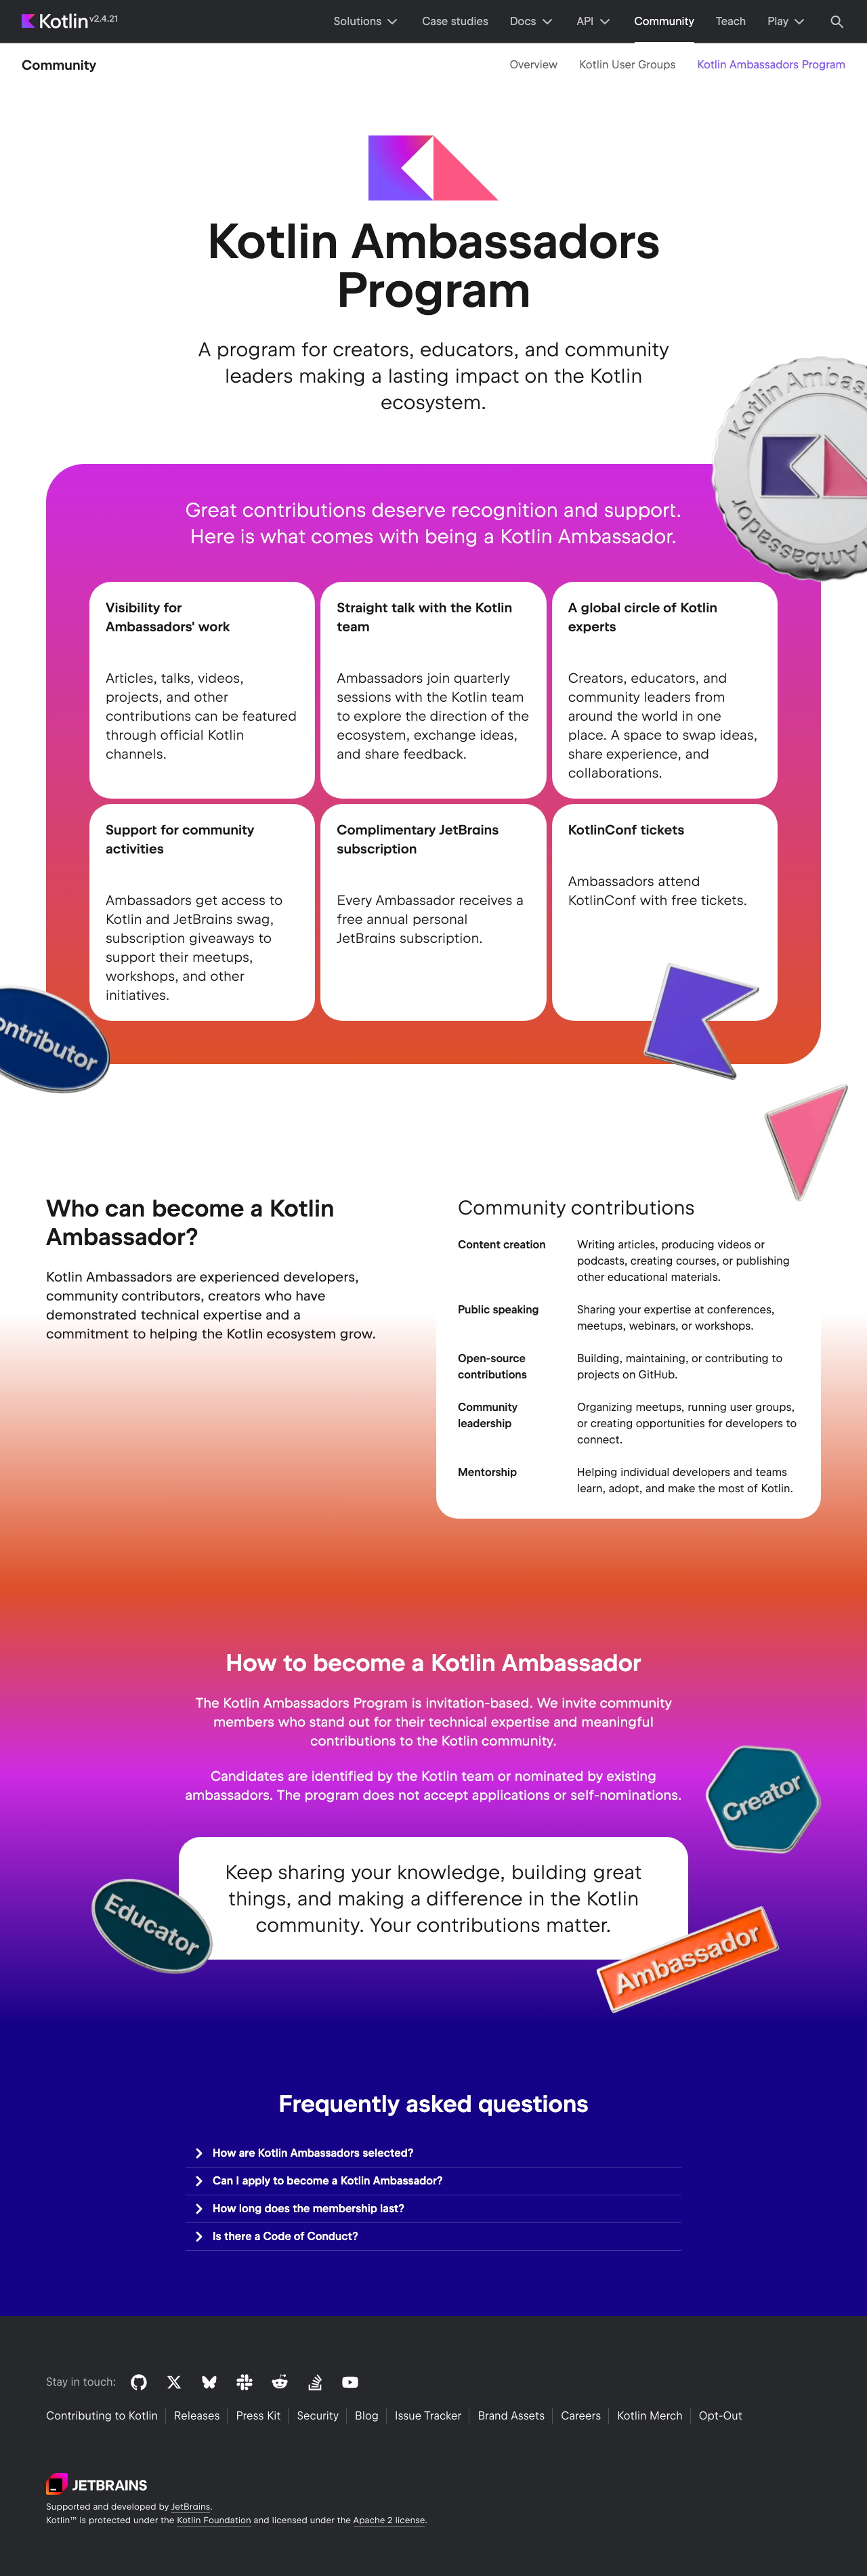 Kotlin v2.4.21
Solutions Case studies Docs API Community Teach Play
Community
Overview Kotlin User Groups Kotlin Ambassadors Program
Kotlin Ambassadors
Program
A program for creators, educators, and community
leaders making a lasting impact on the Kotlin
ecosystem.
Kotlin Ambas
Ambassador
Great contributions deserve recognition and support.
Here is what comes with being a Kotlin Ambassador.
Visibility for
Ambassadors' work
Articles, talks, videos,
projects, and other
contributions can be featured
through official Kotlin
channels.
Straight talk with the Kotlin
team
Ambassadors join quarterly
sessions with the Kotlin team
to explore the direction of the
ecosystem, exchange ideas,
and share feedback.
A global circle of Kotlin
experts
Creators, educators, and
community leaders from
around the world in one
place. A space to swap ideas,
share experience, and
collaborations.
Support for community
activities
Ambassadors get access to
Kotlin and JetBrains swag,
subscription giveaways to
support their meetups,
workshops, and other
initiatives.
Complimentary JetBrains
subscription
Every Ambassador receives a
free annual personal
JetBrains subscription.
KotlinConf tickets
Ambassadors attend
KotlinConf with free tickets.
ontributor
Who can become a Kotlin
Ambassador?
Kotlin Ambassadors are experienced developers,
community contributors, creators who have
demonstrated technical expertise and a
commitment to helping the Kotlin ecosystem grow.
Community contributions
Content creation
Writing articles, producing videos or
podcasts, creating courses, or publishing
other educational materials.
Public speaking
Sharing your expertise at conferences,
meetups, webinars, or workshops.
Open-source
contributions
Building, maintaining, or contributing to
projects on GitHub.
Community
leadership
Organizing meetups, running user groups,
or creating opportunities for developers to
connect.
Mentorship
Helping individual developers and teams
learn, adopt, and make the most of Kotlin.
How to become a Kotlin Ambassador
The Kotlin Ambassadors Program is invitation-based. We invite community
members who stand out for their technical expertise and meaningful
contributions to the Kotlin community.
Candidates are identified by the Kotlin team or nominated by existing
ambassadors. The program does not accept applications or self-nominations.
Creator
Keep sharing your knowledge, building great
things, and making a difference in the Kotlin
community. Your contributions matter.
Educator
Ambassador
Frequently asked questions
How are Kotlin Ambassadors selected?
Can I apply to become a Kotlin Ambassador?
How long does the membership last?
Is there a Code of Conduct?
Stay in touch:
Contributing to Kotlin Releases Press Kit Security Blog Issue Tracker Brand Assets Careers Kotlin Merch Opt-Out
JETBRAINS
Supported and developed by JetBrains.
Kotlin™ is protected under the Kotlin Foundation and licensed under the Apache 2 license.